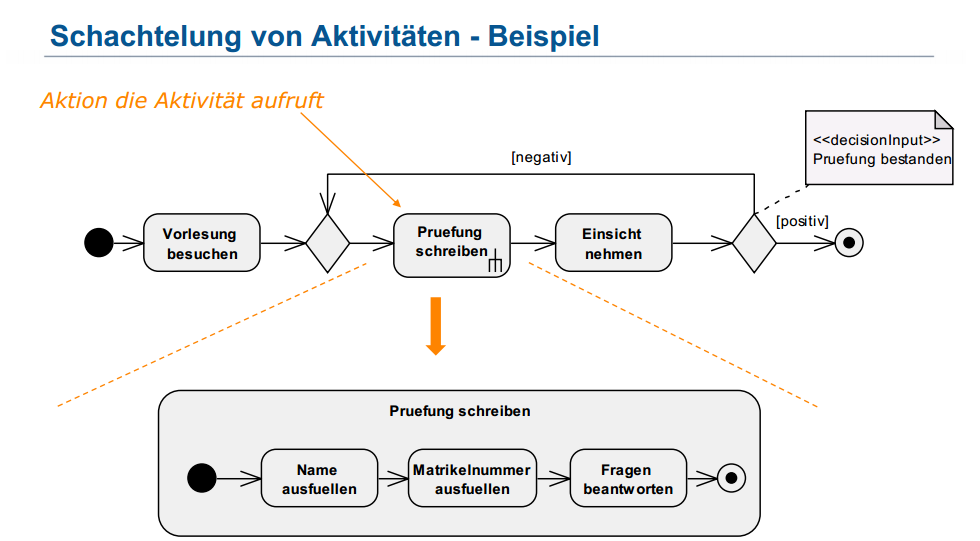 Schachtelung von Aktivitäten - Beispiel
Aktion die Aktivität aufruft
<<decisionInput>>
Pruefung bestanden
[negativ]
[positiv]
Vorlesung
besuchen
Pruefung
schreiben
Einsicht
nehmen
Pruefung schreiben
Name
ausfuellen
Matrikelnummer
ausfuellen
Fragen
beantworten